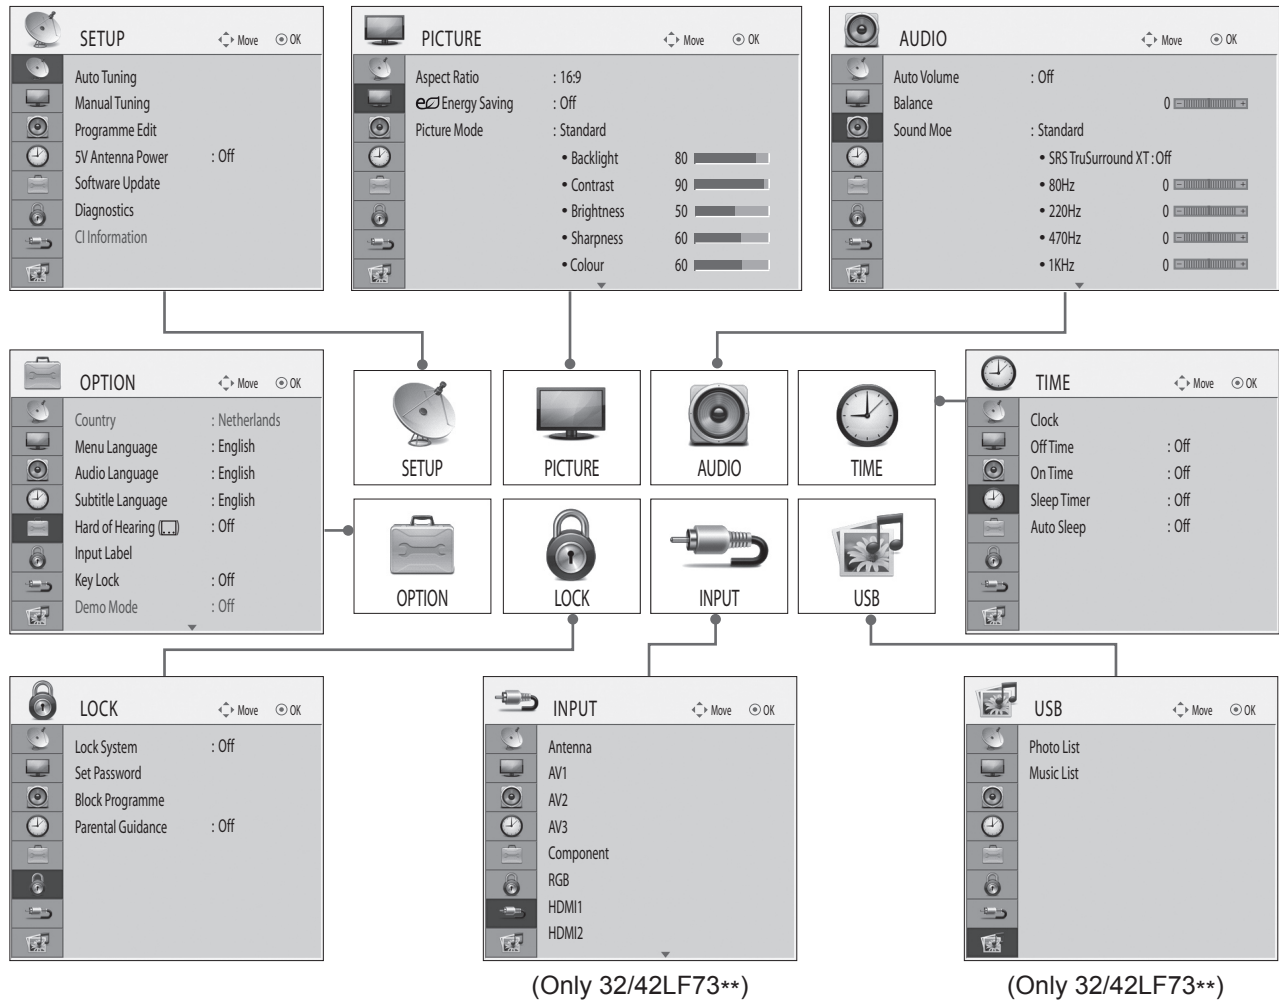 SETUP Move OK
Auto Tuning
Manual Tuning
Programme Edit
5V Antenna Power : Off
Software Update
Diagnostics
CI Information
PICTURE Move OK
Aspect Ratio : 16:9
Energy Saving : Off
Picture Mode : Standard
• Backlight 80
• Contrast 90
• Brightness 50
• Sharpness 60
• Colour 60
AUDIO Move OK
Auto Volume : Off
Balance 0 - +
Sound Moe : Standard
• SRS TruSurround XT : Off
• 80Hz 0 - +
• 220Hz 0 - +
• 470Hz 0 - +
• 1KHz 0 - +
OPTION Move OK
Country : Netherlands
Menu Language : English
Audio Language : English
Subtitle Language : English
Hard of Hearing ( ) : Off
Input Label
Key Lock : Off
Demo Mode : Off
SETUP
PICTURE
AUDIO
TIME
OPTION
LOCK
INPUT
USB
TIME Move OK
Clock
Off Time : Off
On Time : Off
Sleep Timer : Off
Auto Sleep : Off
LOCK Move OK
Lock System : Off
Set Password
Block Programme
Parental Guidance : Off
INPUT Move OK
Antenna
AV1
AV2
AV3
Component
RGB
HDMI1
HDMI2
(Only 32/42LF73**)
USB Move OK
Photo List
Music List
(Only 32/42LF73**)